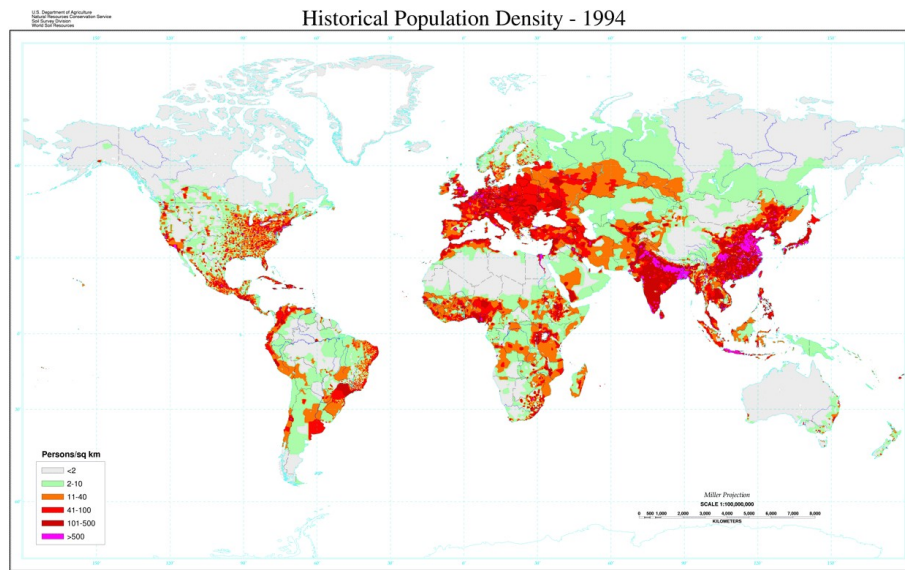 U.S. Department of Agriculture
Natural Resources Conservation Service
Soil Survey Division
World Soil Resources
Historical Population Density - 1994
Persons/sq km
<2
2-10
11-40
41-100
101-500
>500
Miller Projection
SCALE 1:100,000,000
0 500 1,000 2,000 3,000 4,000 5,000 6,000 7,000 8,000
KILOMETERS